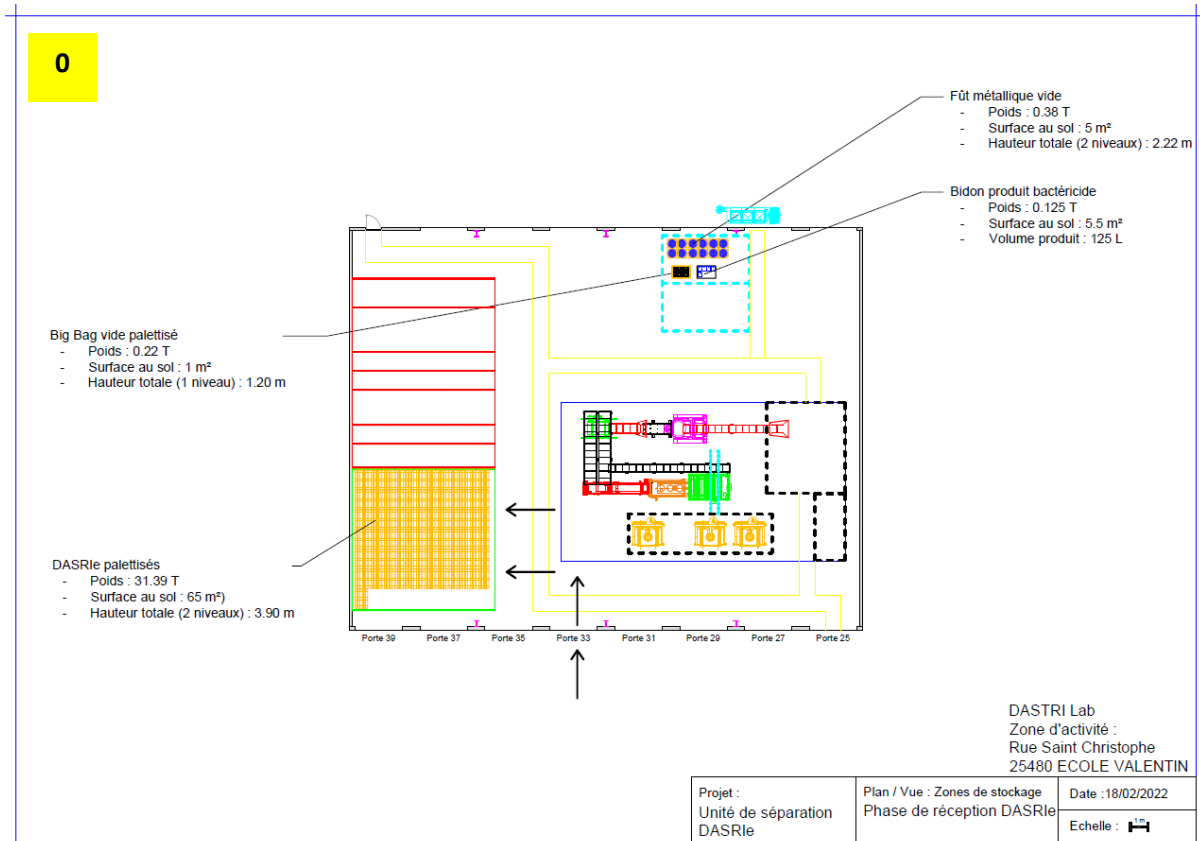 0
Fût métallique vide
- Poids : 0.38 T
- Surface au sol : 5 m²
- Hauteur totale (2 niveaux) : 2.22 m
Bidon produit bactéricide
- Poids : 0.125 T
- Surface au sol : 5.5 m²
- Volume produit : 125 L
Big Bag vide palettisé
- Poids : 0.22 T
- Surface au sol : 1 m²
- Hauteur totale (1 niveau) : 1.20 m
DASRIe palettisés
- Poids : 31.39 T
- Surface au sol : 65 m²)
- Hauteur totale (2 niveaux) : 3.90 m
Porte 39 Porte 37 Porte 35 Porte 33 Porte 31 Porte 29 Porte 27 Porte 25
DASTRI Lab
Zone d'activité :
Rue Saint Christophe
25480 ECOLE VALENTIN
Projet :
Unité de séparation
DASRIe
Plan / Vue : Zones de stockage
Phase de réception DASRIe
Date :18/02/2022
Echelle : 1 m